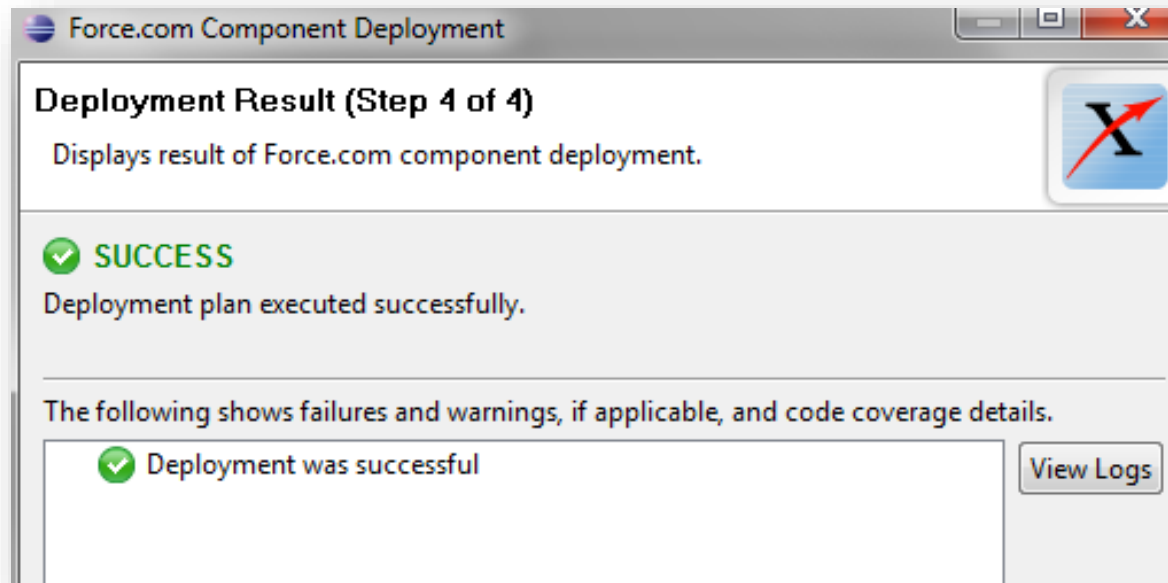 Force.com Component Deployment
X
Deployment Result (Step 4 of 4)
Displays result of Force.com component deployment.
X
SUCCESS
Deployment plan executed successfully.
The following shows failures and warnings, if applicable, and code coverage details.
Deployment was successful
View Logs